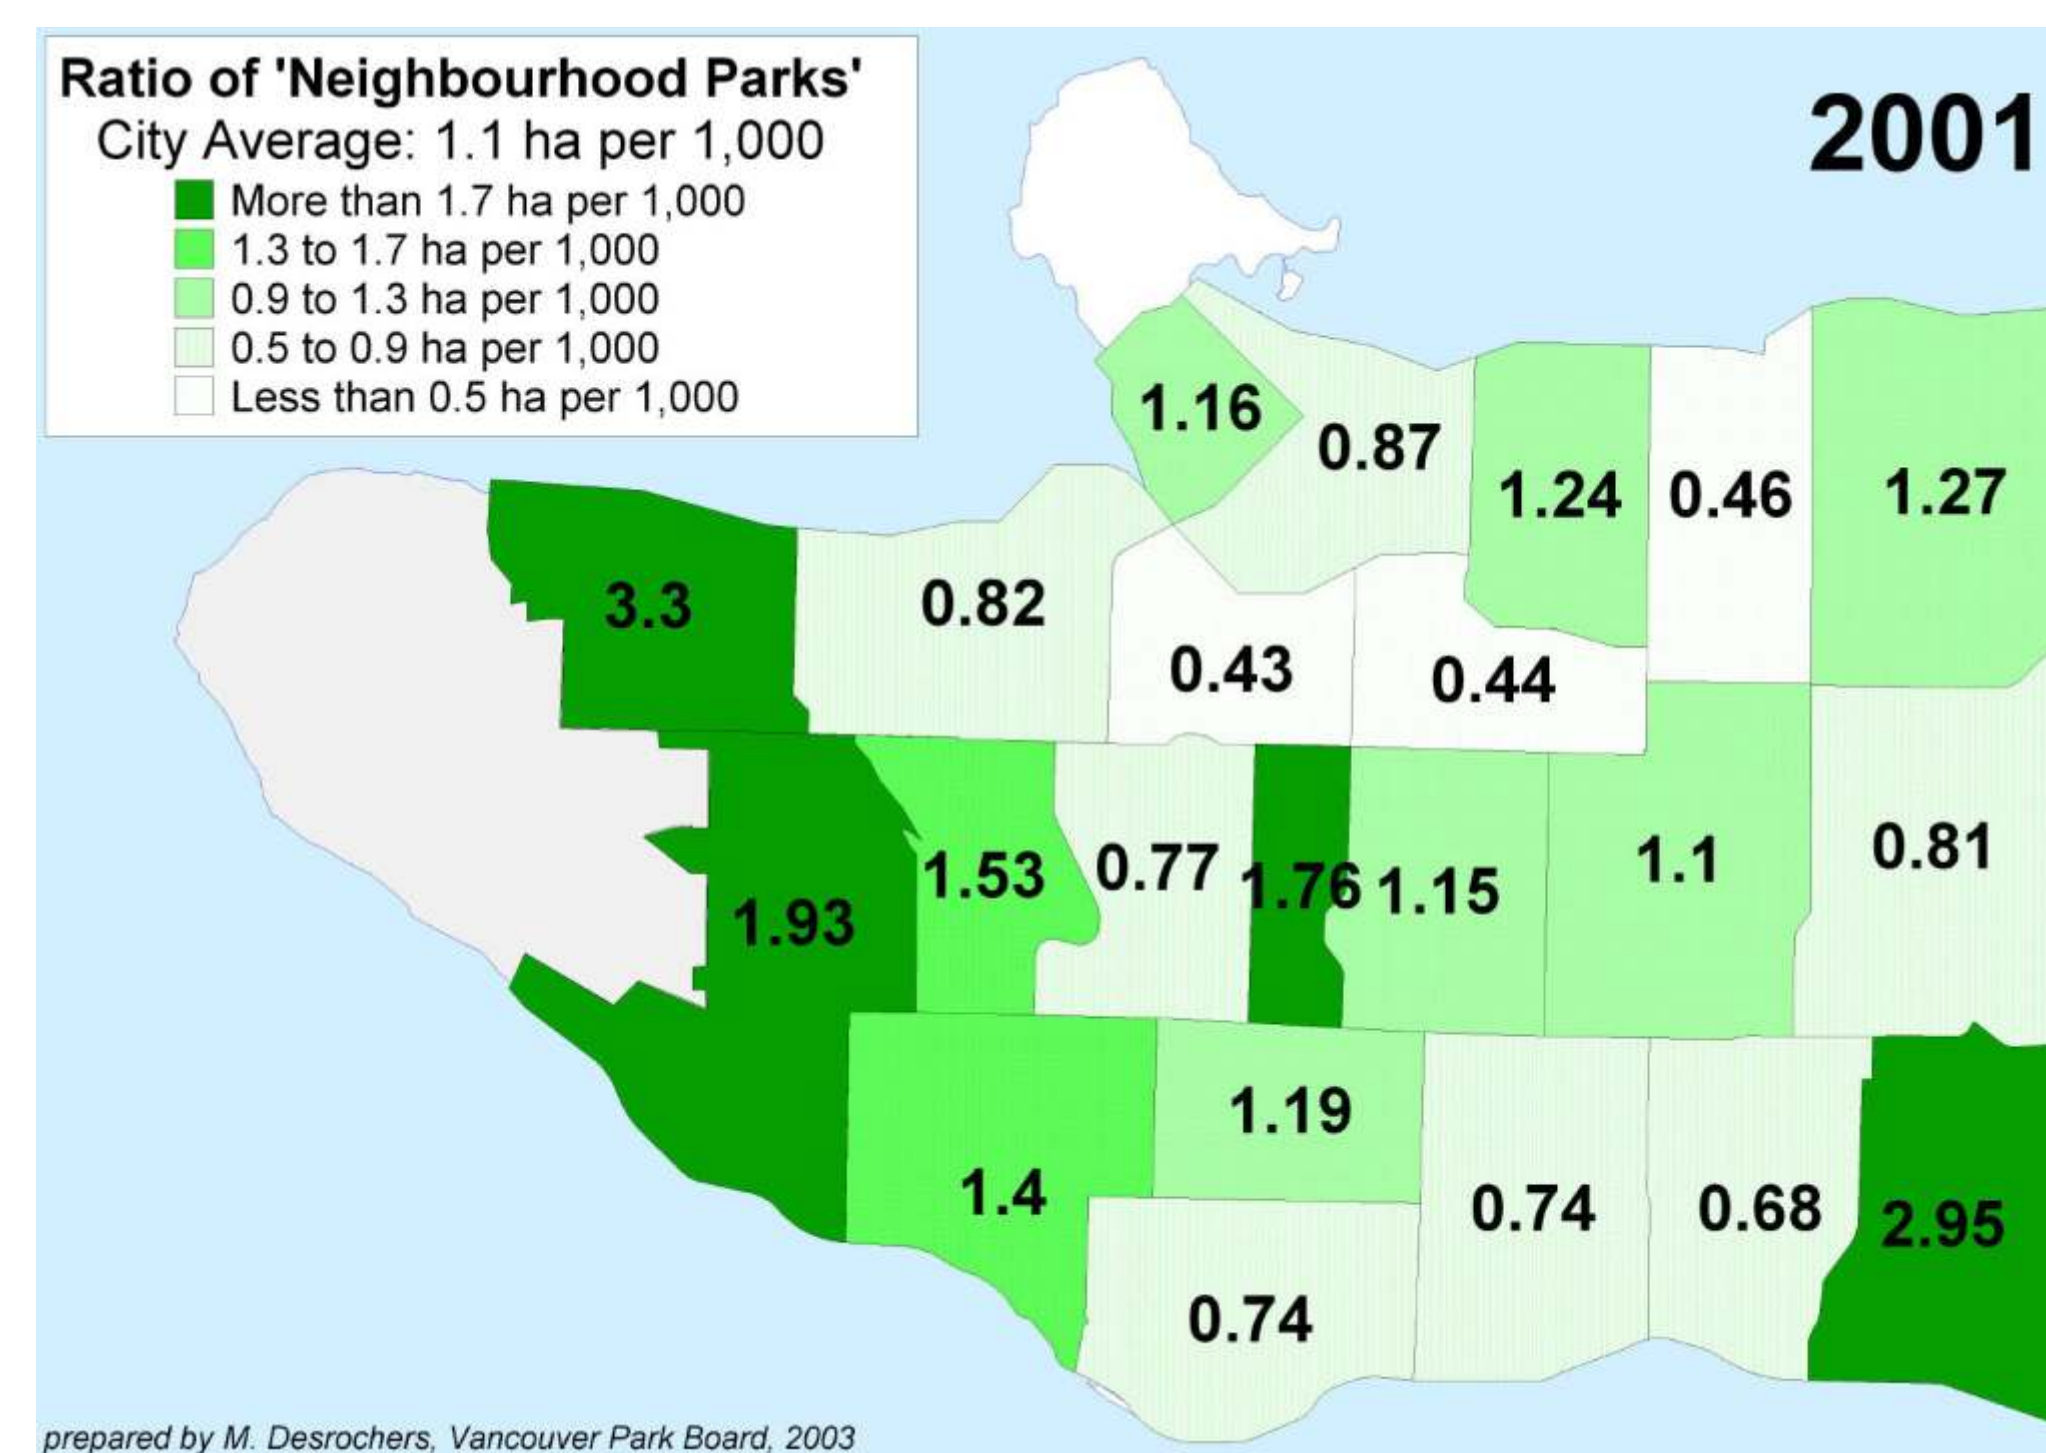 Ratio of 'Neighbourhood Parks'
City Average: 1.1 ha per 1,000
More than 1.7 ha per 1,000
1.3 to 1.7 ha per 1,000
0.9 to 1.3 ha per 1,000
0.5 to 0.9 ha per 1,000
Less than 0.5 ha per 1,000
2001
1.16
0.87
1.24
0.46
1.27
3.3
0.82
0.43
0.44
1.93
1.53
0.77
1.76
1.15
1.1
0.81
1.4
1.19
0.74
0.68
2.95
0.74
prepared by M. Desrochers, Vancouver Park Board, 2003